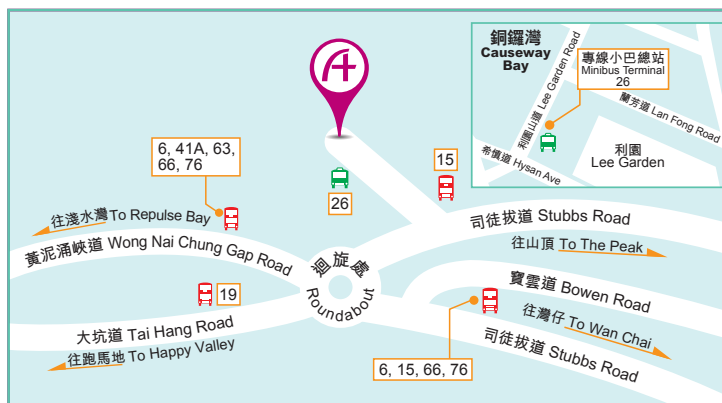 銅鑼灣
Causeway
Bay
專線小巴總站
Minibus Terminal
26
利園山道 Lee Garden Road
蘭芳道 Lan Fong Road
希慎道 Hysan Ave
利園
Lee Garden
6, 41A, 63,
66, 76
15
26
往淺水灣 To Repulse Bay
黃泥涌峽道 Wong Nai Chung Gap Road
司徒拔道 Stubbs Road
往山頂 To The Peak
迴旋處
Roundabout
寶雲道 Bowen Road
19
大坑道 Tai Hang Road
往跑馬地 To Happy Valley
往灣仔 To Wan Chai
司徒拔道 Stubbs Road
6, 15, 66, 76